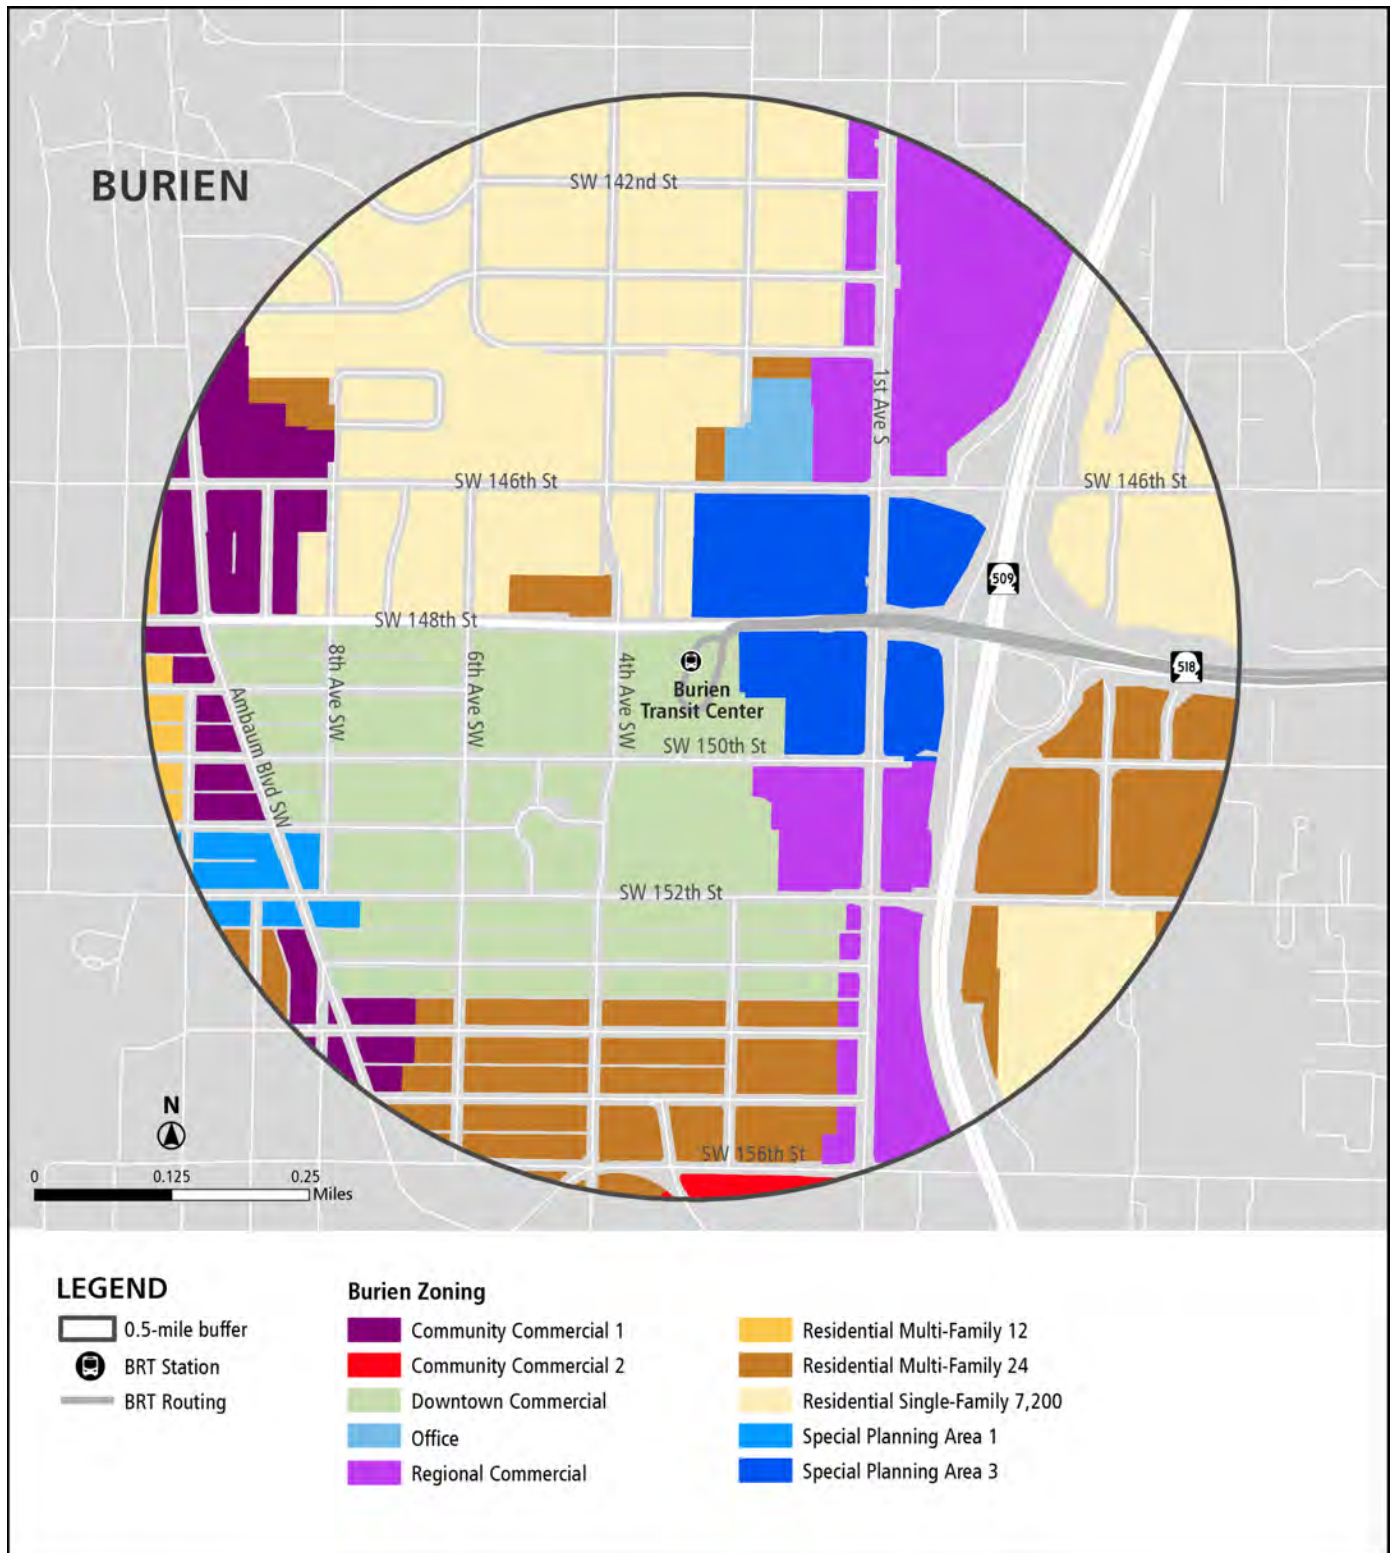 BURIEN
SW 142nd St
1st Ave S
SW 146th St
SW 146th St
509
SW 148th St
518
8th Ave SW
6th Ave SW
4th Ave SW
Burien
Transit Center
Ambaum Blvd SW
SW 150th St
SW 152th St
SW 156th St
N
0
0.125
0.25
Miles
LEGEND
0.5-mile buffer
BRT Station
BRT Routing
Burien Zoning
Community Commercial 1
Community Commercial 2
Downtown Commercial
Office
Regional Commercial
Residential Multi-Family 12
Residential Multi-Family 24
Residential Single-Family 7,200
Special Planning Area 1
Special Planning Area 3